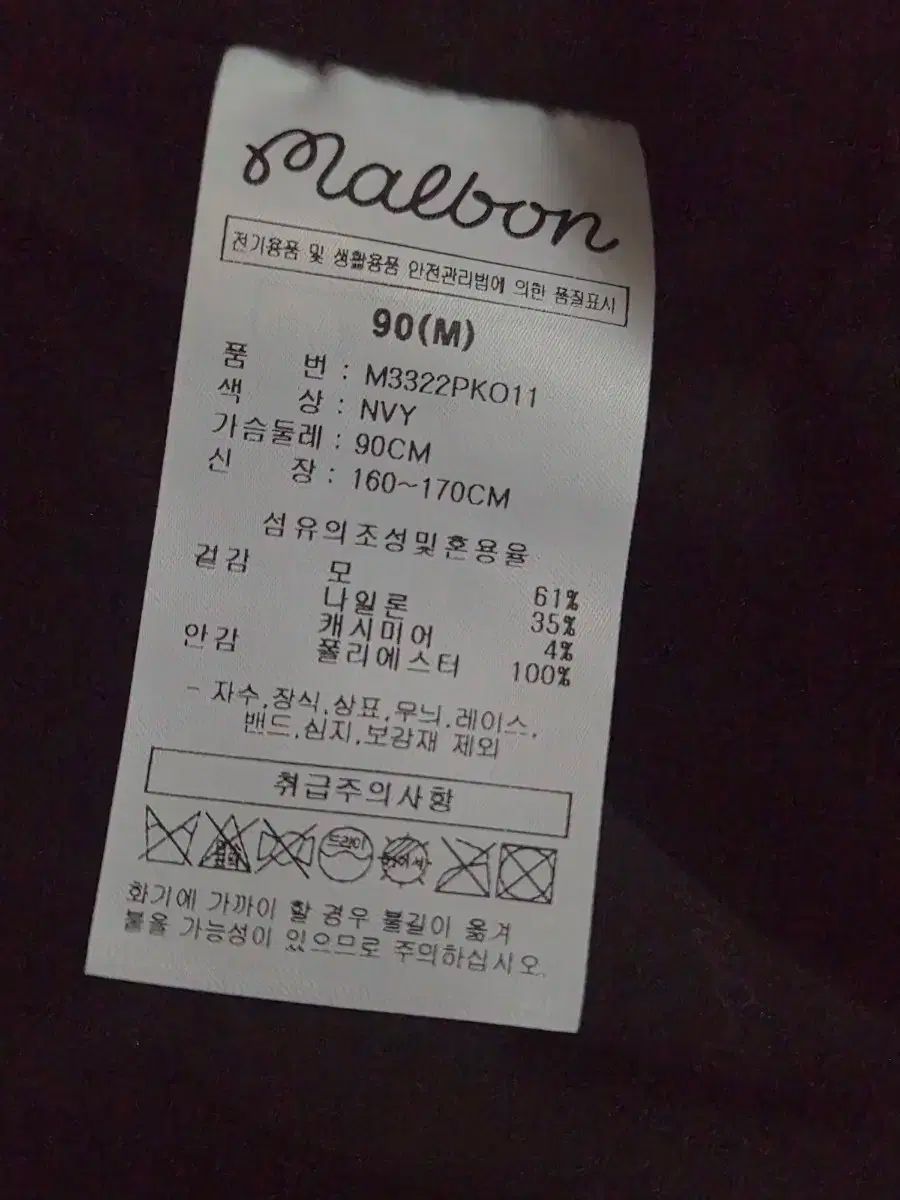 malbon
전기용품 및 생활용품 안전관리법에 의한 품질표시
90(M)
품 번 : M3322PKO11
색 상 : NVY
가슴둘레 : 90CM
신 장 : 160~170CM
섬유의조성및혼용율
겉감 모 61%
나일론 35%
캐시미어 4%
안감 폴리에스터 100%
- 자수,장식,상표,무늬,레이스,
밴드,심지,보강재 제외
취급주의사항
드라이
화기에 가까이 할 경우 불길이 옮겨
붙을 가능성이 있으므로 주의하십시오.